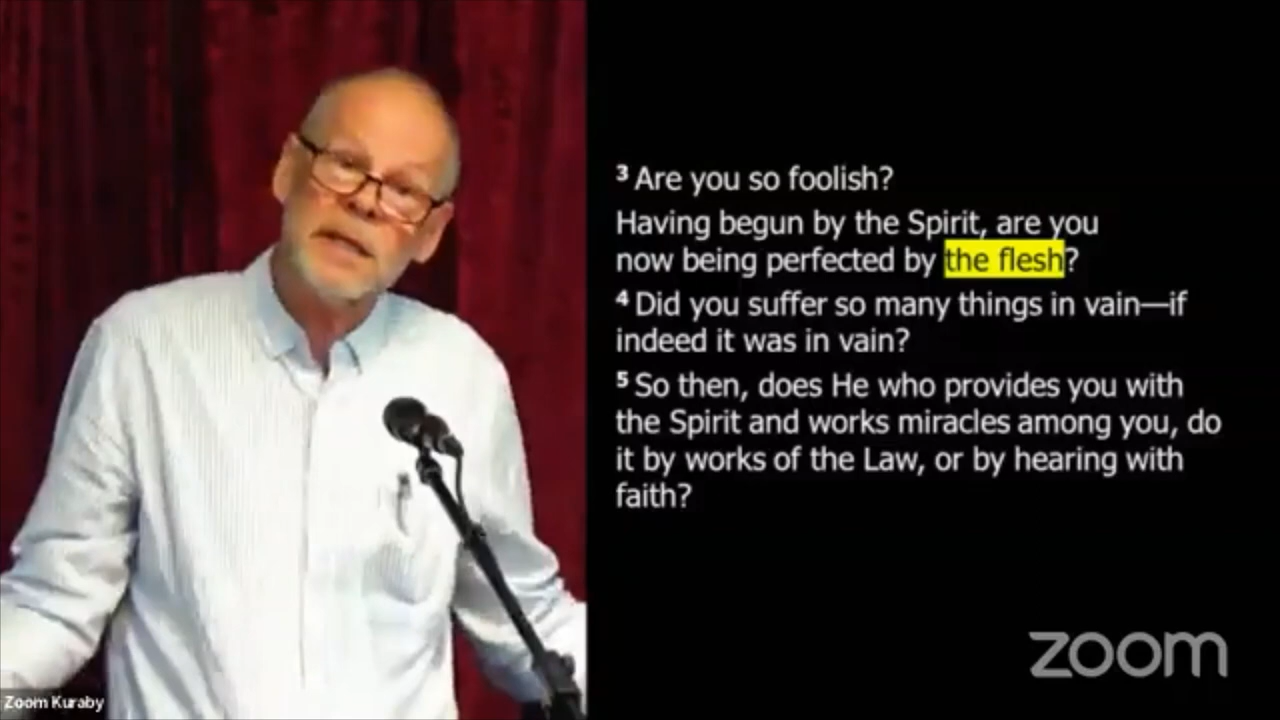 ³ Are you so foolish?
Having begun by the Spirit, are you
now being perfected by the flesh?
⁴ Did you suffer so many things in vain—if
indeed it was in vain?
⁵ So then, does He who provides you with
the Spirit and works miracles among you, do
it by works of the Law, or by hearing with
faith?
zoom
Zoom Kuraby